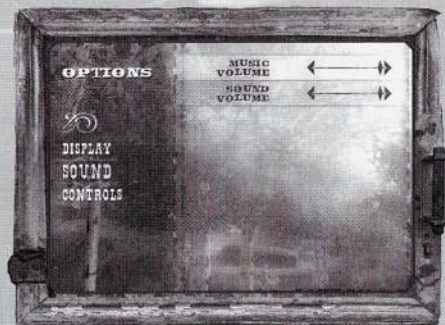 OPTIONS
MUSIC
VOLUME
SOUND
VOLUME
DISPLAY
SOUND
CONTROLS